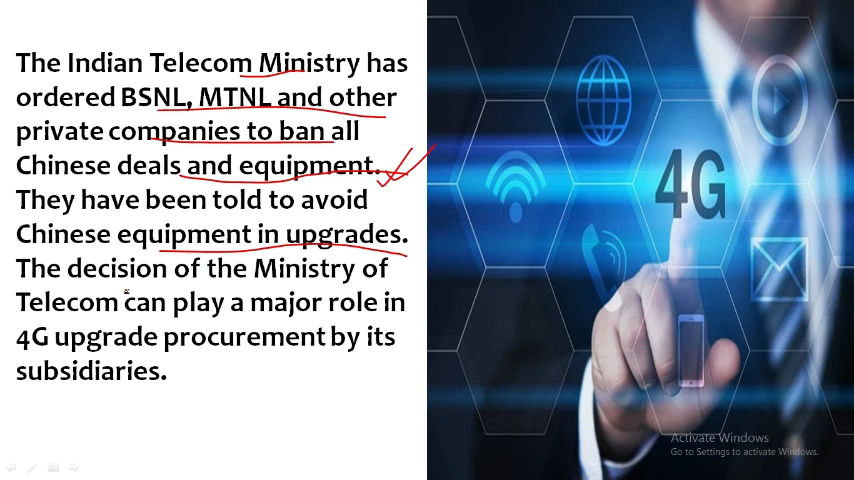 The Indian Telecom Ministry has
ordered BSNL, MTNL and other
private companies to ban all
Chinese deals and equipment.
They have been told to avoid
Chinese equipment in upgrades.
The decision of the Ministry of
Telecom can play a major role in
4G upgrade procurement by its
subsidiaries.
4G
Activate Windows
Go to Settings to activate Windows.